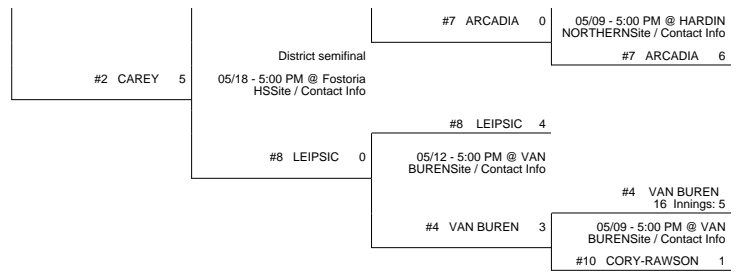 #7 ARCADIA 0
05/09 - 5:00 PM @ HARDIN
NORTHERNSite / Contact Info
#7 ARCADIA 6
District semifinal
#2 CAREY 5
05/18 - 5:00 PM @ Fostoria
HSSite / Contact Info
#8 LEIPSIC 4
#8 LEIPSIC 0
05/12 - 5:00 PM @ VAN
BURENSite / Contact Info
#4 VAN BUREN
16 Innings: 5
#4 VAN BUREN 3
05/09 - 5:00 PM @ VAN
BURENSite / Contact Info
#10 CORY-RAWSON 1